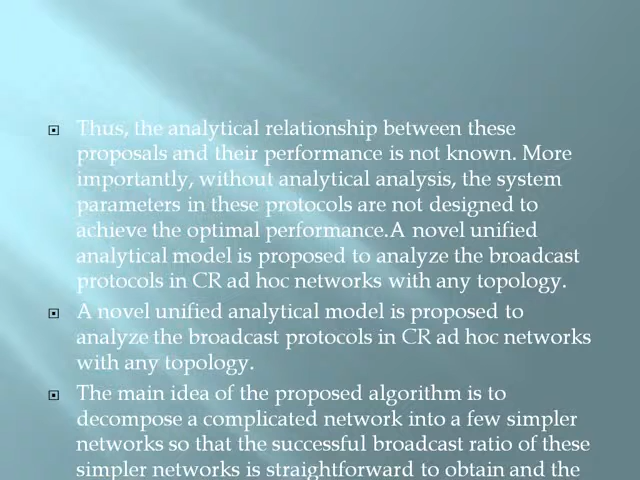 Thus, the analytical relationship between these
proposals and their performance is not known. More
importantly, without analytical analysis, the system
parameters in these protocols are not designed to
achieve the optimal performance.A novel unified
analytical model is proposed to analyze the broadcast
protocols in CR ad hoc networks with any topology.
A novel unified analytical model is proposed to
analyze the broadcast protocols in CR ad hoc networks
with any topology.
The main idea of the proposed algorithm is to
decompose a complicated network into a few simpler
networks so that the successful broadcast ratio of these
simpler networks is straightforward to obtain and the